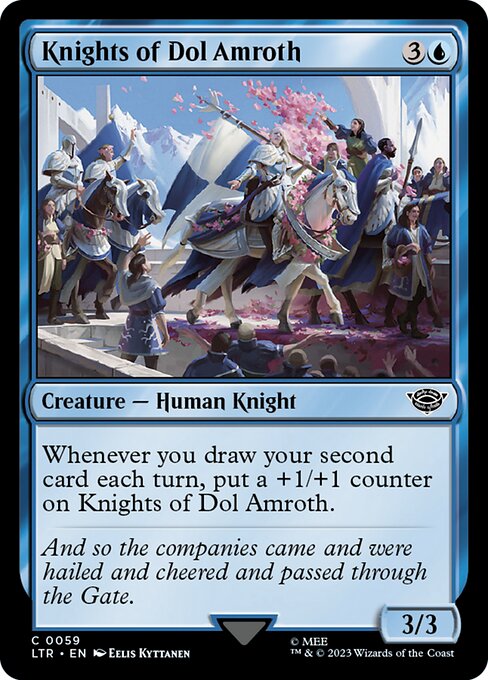 Knights of Dol Amroth 3
Creature — Human Knight
Whenever you draw your second
card each turn, put a +1/+1 counter
on Knights of Dol Amroth.
And so the companies came and were
hailed and cheered and passed through
the Gate.
3/3
C 0059
LTR • EN Eelis Kyttanen
© MEE
™ & © 2023 Wizards of the Coast